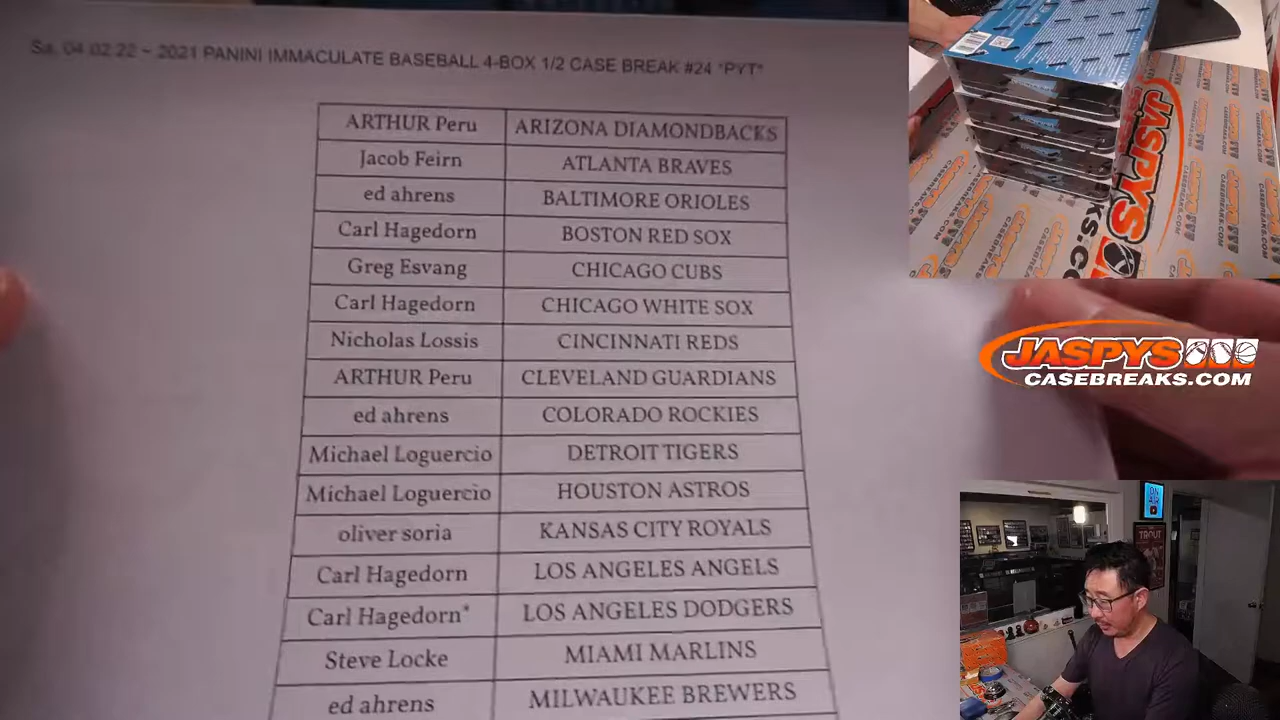 Sa. 04.02.22 ~ 2021 PANINI IMMACULATE BASEBALL 4-BOX 1/2 CASE BREAK #24 *PYT*
ARTHUR Peru ARIZONA DIAMONDBACKS
Jacob Feirn ATLANTA BRAVES
ed ahrens BALTIMORE ORIOLES
Carl Hagedorn BOSTON RED SOX
Greg Esvang CHICAGO CUBS
Carl Hagedorn CHICAGO WHITE SOX
Nicholas Lossis CINCINNATI REDS
ARTHUR Peru CLEVELAND GUARDIANS
ed ahrens COLORADO ROCKIES
Michael Loguercio DETROIT TIGERS
Michael Loguercio HOUSTON ASTROS
oliver soria KANSAS CITY ROYALS
Carl Hagedorn LOS ANGELES ANGELS
Carl Hagedorn* LOS ANGELES DODGERS
Steve Locke MIAMI MARLINS
ed ahrens MILWAUKEE BREWERS
JASPYS
CASEBREAKS.COM
JASPYS
ON AIR
TROUT